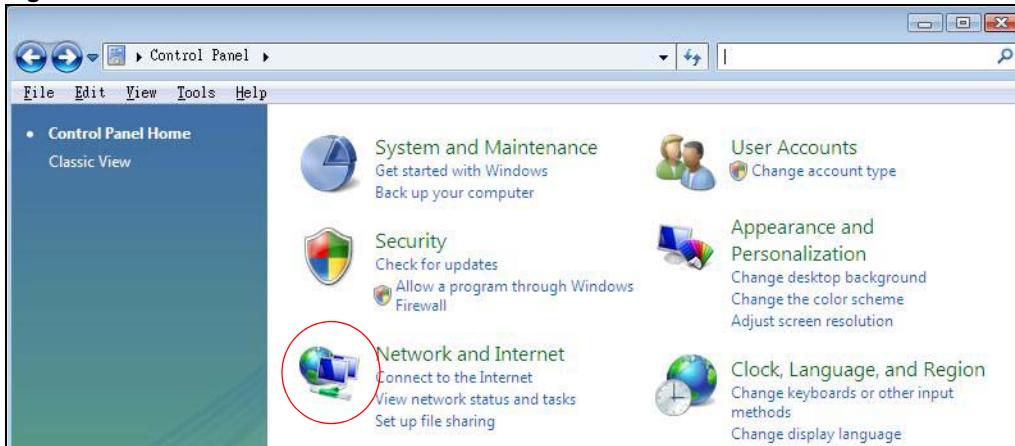 Control Panel
File Edit View Tools Help
Control Panel Home
Classic View
System and Maintenance
Get started with Windows
Back up your computer
Security
Check for updates
Allow a program through Windows
Firewall
Network and Internet
Connect to the Internet
View network status and tasks
Set up file sharing
User Accounts
Change account type
Appearance and
Personalization
Change desktop background
Change the color scheme
Adjust screen resolution
Clock, Language, and Region
Change keyboards or other input
methods
Change display language